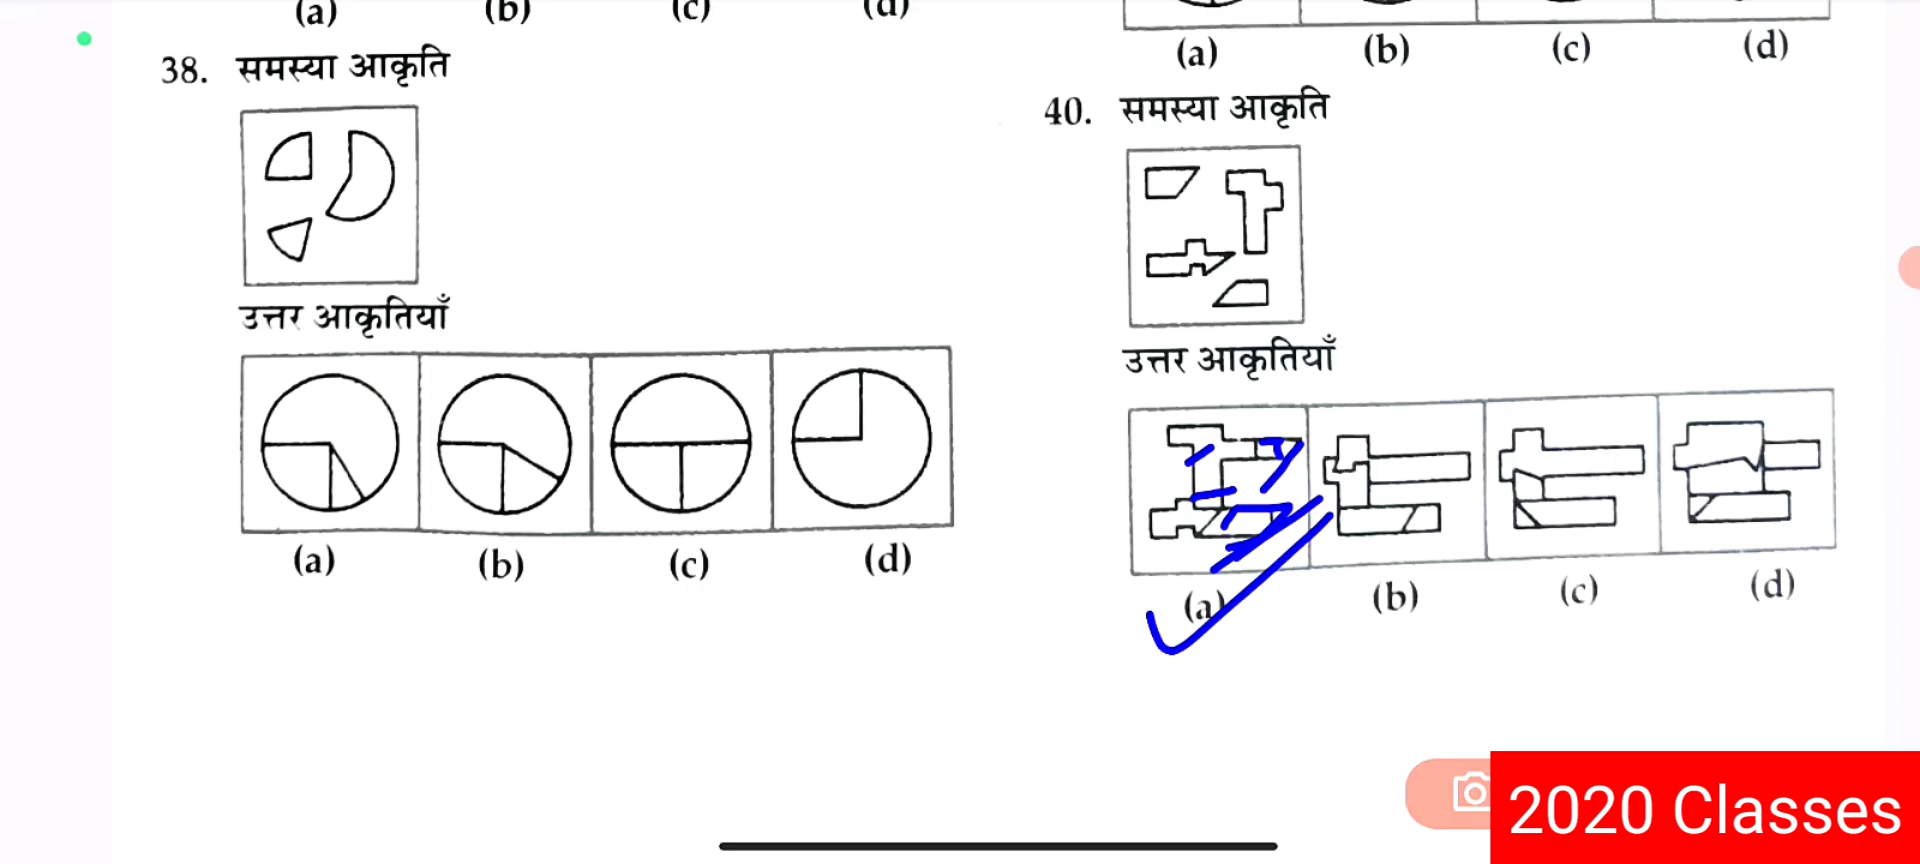 (a) (b) (c) (d)
38. समस्या आकृति
उत्तर आकृतियाँ
(a) (b) (c) (d)
(a) (b) (c) (d)
40. समस्या आकृति
उत्तर आकृतियाँ
(a) (b) (c) (d)
2020 Classes